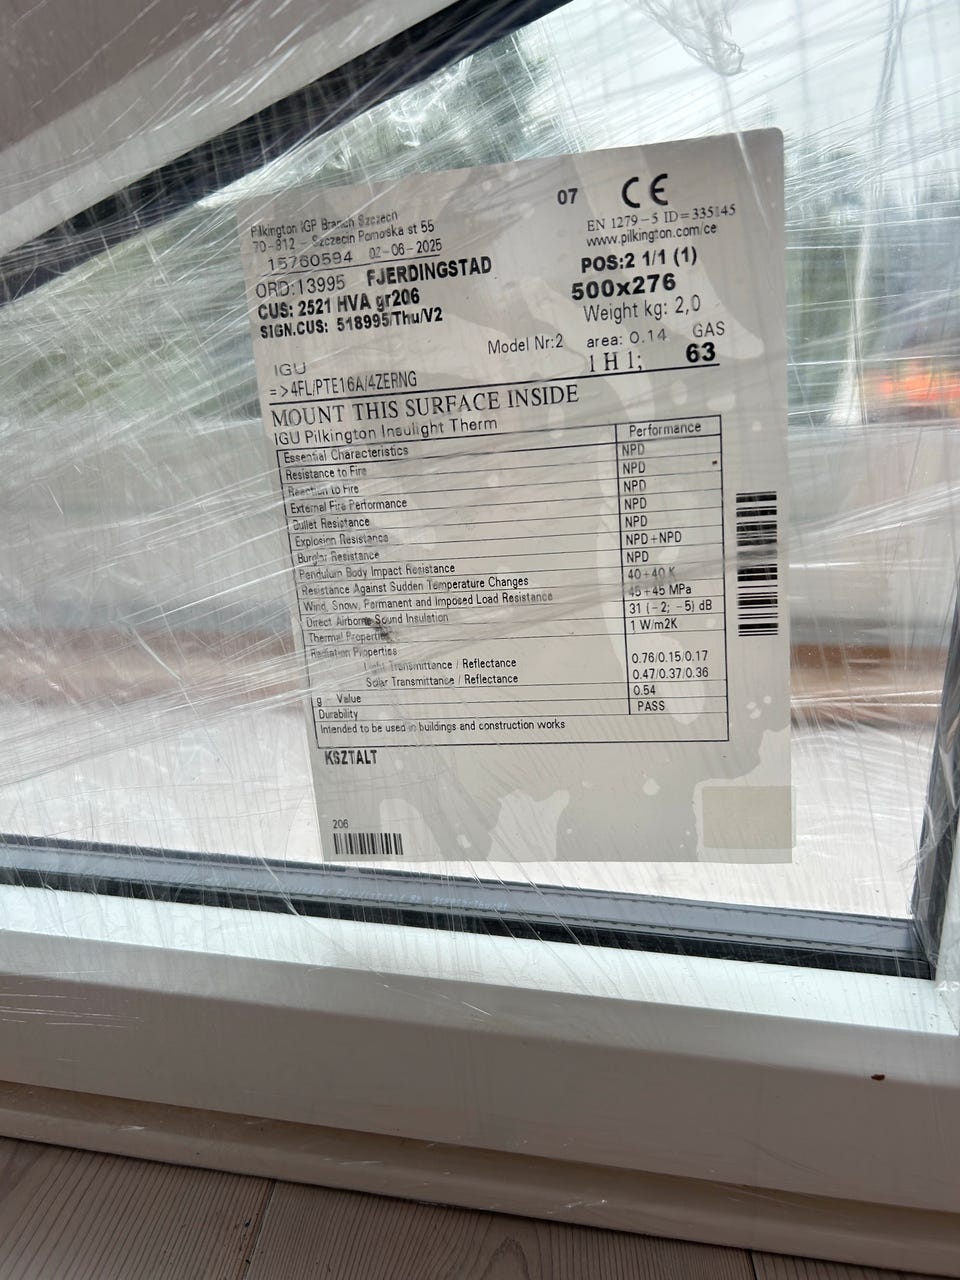 Pilkington IGP Branch Szczech
70-812 - Szczecin Pomorska st 55
15760594 02-06-2025
ORD:13995 FJERDINGSTAD
CUS: 2521 HVA gr206
SIGN.CUS: 518995/Thu/V2
07 CE
EN 1279-5 ID=335145
www.pilkington.com/ce
POS:2 1/1 (1)
500x276
Weight kg: 2,0
Model Nr:2 area: 0.14 GAS
IGU 1 H 1; 63
=>4FL/PTE16A/4ZERNG
MOUNT THIS SURFACE INSIDE
IGU Pilkington Insulight Therm
Essential Characteristics Performance
Resistance to Fire NPD
Reaction to Fire NPD
External Fire Performance NPD
Bullet Resistance NPD
Explosion Resistance NPD
Burglar Resistance NPD+NPD
Pendulum Body Impact Resistance NPD
Resistance Against Sudden Temperature Changes 40+40 K
Wind, Snow, Permanent and Imposed Load Resistance 45+45 MPa
Direct Airborne Sound Insulation 31 (-2; -5) dB
Thermal Properties 1 W/m2K
Radiation Properties
Light Transmittance / Reflectance 0.76/0.15/0.17
Solar Transmittance / Reflectance 0.47/0.37/0.36
g - Value 0.54
Durability PASS
Intended to be used in buildings and construction works
KSZTALT
206